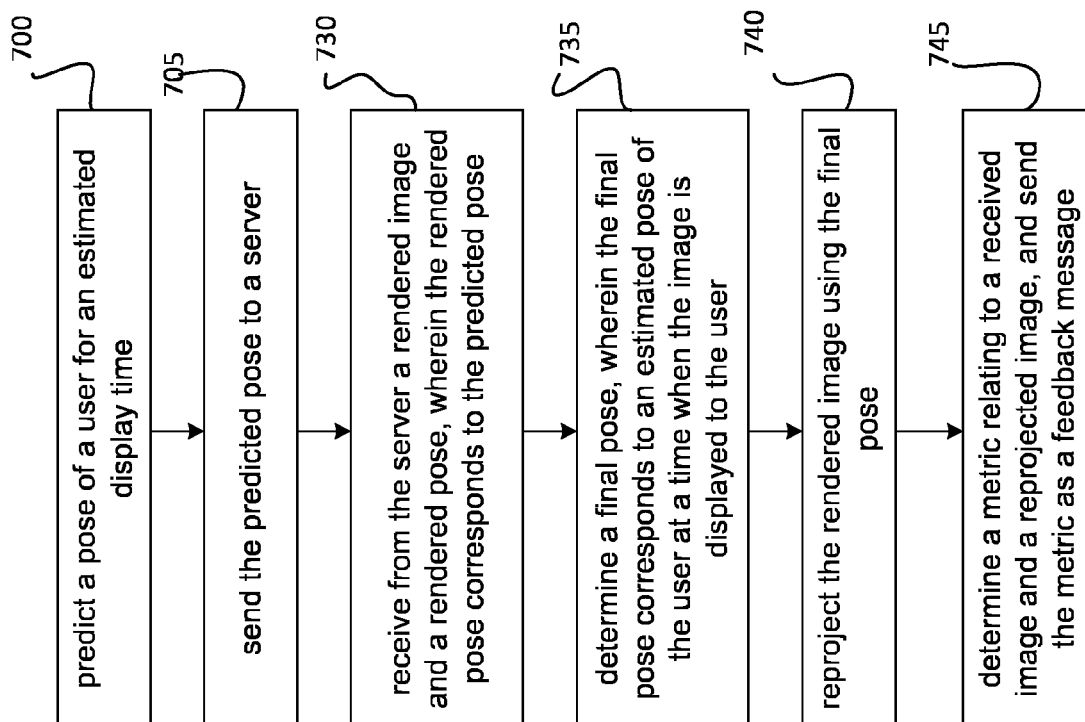 700
predict a pose of a user for an estimated
display time
705
send the predicted pose to a server
730
receive from the server a rendered image
and a rendered pose, wherein the rendered
pose corresponds to the predicted pose
735
determine a final pose, wherein the final
pose corresponds to an estimated pose of
the user at a time when the image is
displayed to the user
740
reproject the rendered image using the final
pose
745
determine a metric relating to a received
image and a reprojected image, and send
the metric as a feedback message